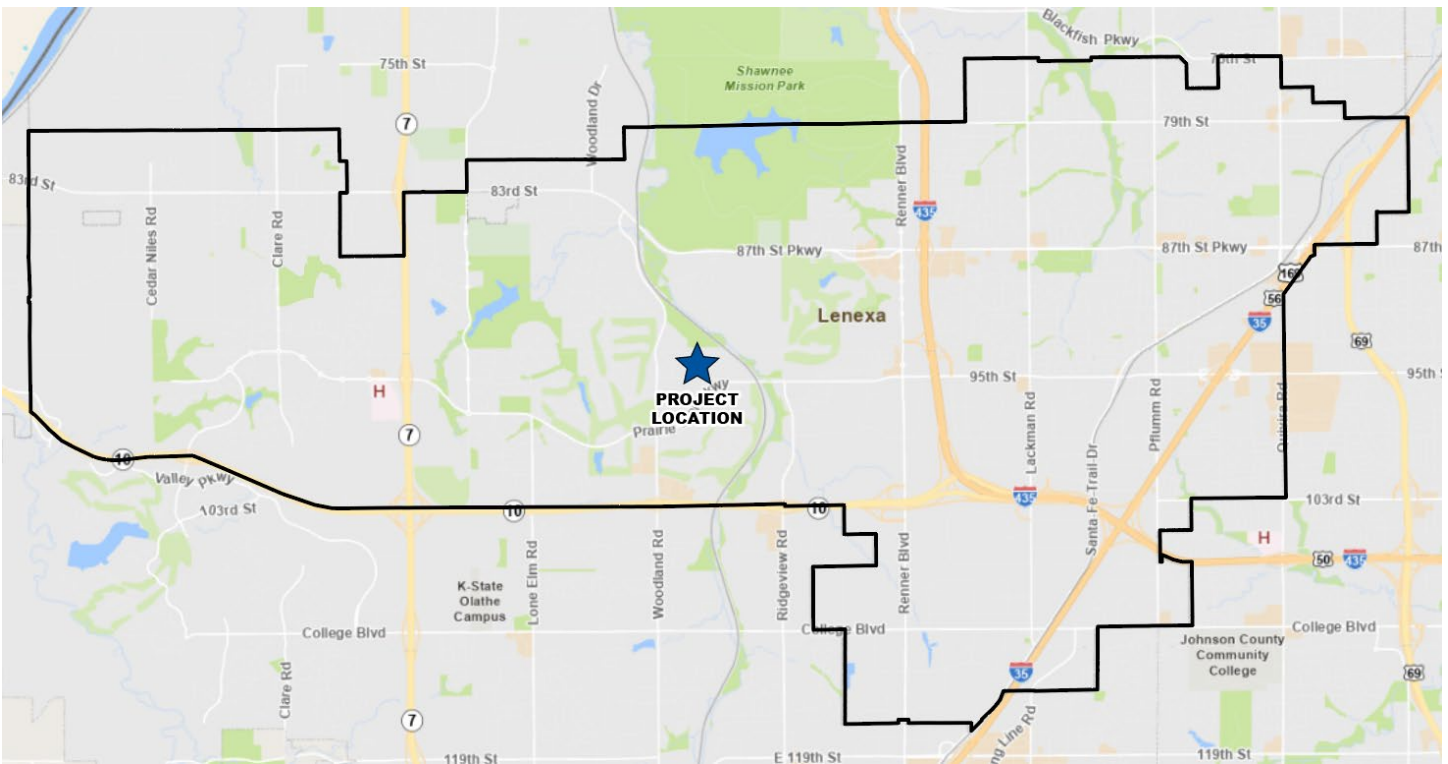 Blackfish Pkwy
75th St
75th St
Shawnee
Mission Park
Woodland Dr
7
79th St
83rd St
83rd St
Renner Blvd
435
Cedar Niles Rd
Clare Rd
87th St Pkwy
87th St Pkwy
87th
169
56
35
69
Lenexa
H
95th St
95th S
PROJECT
LOCATION
Prairie
wy
7
Lackman Rd
Pflumm Rd
Quivira Rd
Santa-Fe-Trail-Dr
10
Valley Pkwy
103rd St
10
10
435
103rd St
H
50
435
K-State
Olathe
Campus
Lone Elm Rd
Woodland Rd
Ridgeview Rd
Renner Blvd
College Blvd
College Blvd
College Blvd
Johnson County
Community
College
Clare Rd
35
69
7
ng Line Rd
119th St
E 119th St
119th St